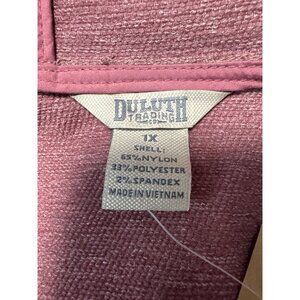 DULUTH
TRADING
CO
1X
SHELL:
65% NYLON
33% POLYESTER
2% SPANDEX
MADE IN VIETNAM